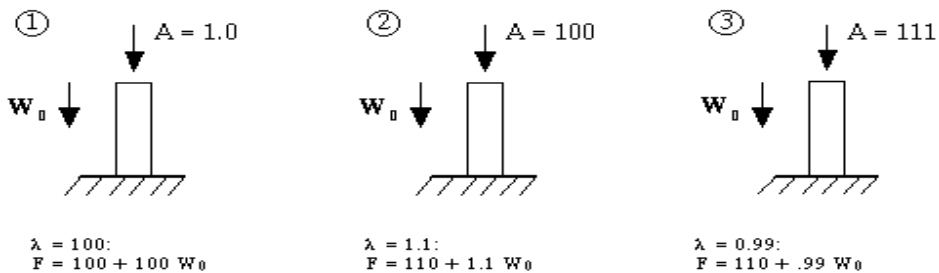 ① A = 1.0
W₀
λ = 100:
F = 100 + 100 W₀
② A = 100
W₀
λ = 1.1:
F = 110 + 1.1 W₀
③ A = 111
W₀
λ = 0.99:
F = 110 + .99 W₀